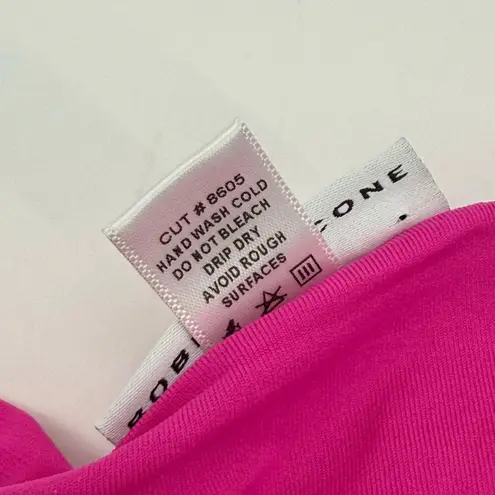 CUT # 8605
HAND WASH COLD
DO NOT BLEACH
DRIP DRY
AVOID ROUGH
SURFACES
ROB
CONE